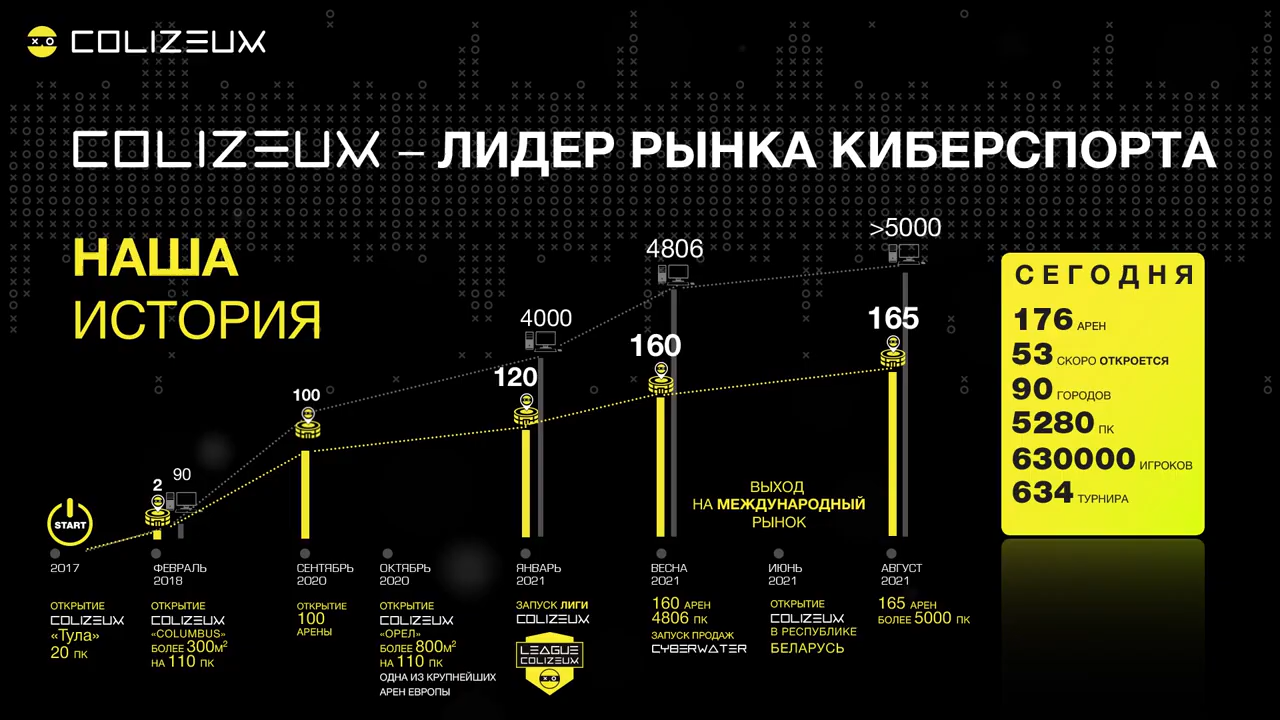 COLIZEUM
COLIZEUM – ЛИДЕР РЫНКА КИБЕРСПОРТА
НАША
ИСТОРИЯ
START
2
90
100
120
4000
160
4806
165
>5000
ВЫХОД
НА МЕЖДУНАРОДНЫЙ
РЫНОК
СЕГОДНЯ
176 АРЕН
53 СКОРО ОТКРОЕТСЯ
90 ГОРОДОВ
5280 ПК
630000 ИГРОКОВ
634 ТУРНИРА
2017
ОТКРЫТИЕ
COLIZEUM
«Тула»
20 ПК
ФЕВРАЛЬ
2018
ОТКРЫТИЕ
COLIZEUM
«COLUMBUS»
БОЛЕЕ 300М²
НА 110 ПК
СЕНТЯБРЬ
2020
ОТКРЫТИЕ
100
АРЕНЫ
ОКТЯБРЬ
2020
ОТКРЫТИЕ
COLIZEUM
«ОРЕЛ»
БОЛЕЕ 800М²
НА 110 ПК
ОДНА ИЗ КРУПНЕЙШИХ
АРЕН ЕВРОПЫ
ЯНВАРЬ
2021
ЗАПУСК ЛИГИ
COLIZEUM
LEAGUE
COLIZEUM
ВЕСНА
2021
160 АРЕН
4806 ПК
ЗАПУСК ПРОДАЖ
CYBERWATER
ИЮНЬ
2021
ОТКРЫТИЕ
COLIZEUM
В РЕСПУБЛИКЕ
БЕЛАРУСЬ
АВГУСТ
2021
165 АРЕН
БОЛЕЕ 5000 ПК